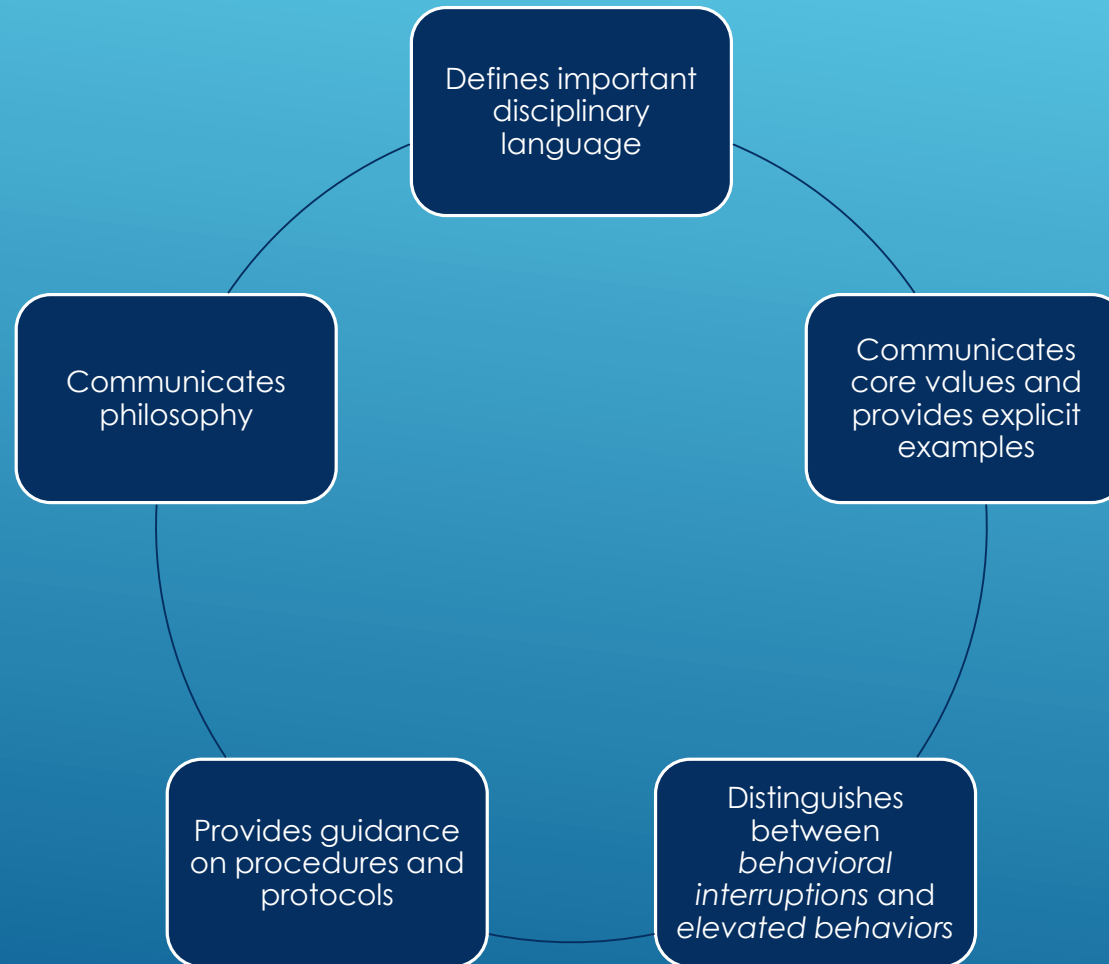 Defines important
disciplinary
language
Communicates
core values and
provides explicit
examples
Distinguishes
between
behavioral
interruptions and
elevated behaviors
Provides guidance
on procedures and
protocols
Communicates
philosophy